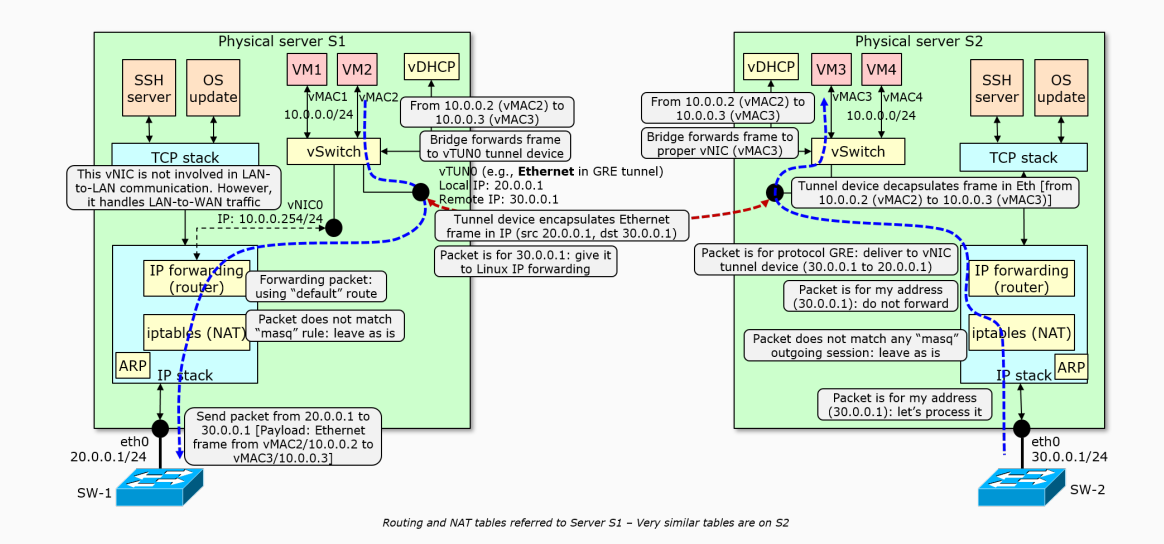 Physical server S1
SSH
server
OS
update
VM1
VM2
vDHCP
vMAC1
vMAC2
10.0.0.0/24
From 10.0.0.2 (vMAC2) to
10.0.0.3 (vMAC3)
vSwitch
Bridge forwards frame
to vTUN0 tunnel device
TCP stack
This vNIC is not involved in LAN-
to-LAN communication. However,
it handles LAN-to-WAN traffic
vTUN0 (e.g., Ethernet in GRE tunnel)
Local IP: 20.0.0.1
Remote IP: 30.0.0.1
vNIC0
IP: 10.0.0.254/24
Tunnel device encapsulates Ethernet
frame in IP (src 20.0.0.1, dst 30.0.0.1)
Packet is for 30.0.0.1: give it
to Linux IP forwarding
IP forwarding
(router)
Forwarding packet:
using “default” route
iptables (NAT)
Packet does not match
“masq” rule: leave as is
ARP
IP stack
Send packet from 20.0.0.1 to
30.0.0.1 [Payload: Ethernet
frame from vMAC2/10.0.0.2 to
vMAC3/10.0.0.3]
eth0
20.0.0.1/24
SW-1
Physical server S2
vDHCP
VM3
VM4
SSH
server
OS
update
vMAC3
vMAC4
10.0.0.0/24
From 10.0.0.2 (vMAC2) to
10.0.0.3 (vMAC3)
Bridge forwards frame to
proper vNIC (vMAC3)
vSwitch
TCP stack
Tunnel device decapsulates frame in Eth [from
10.0.0.2 (vMAC2) to 10.0.0.3 (vMAC3)]
Packet is for protocol GRE: deliver to vNIC
tunnel device (30.0.0.1 to 20.0.0.1)
IP forwarding
(router)
Packet is for my address
(30.0.0.1): do not forward
iptables (NAT)
Packet does not match any “masq”
outgoing session: leave as is
ARP
IP stack
Packet is for my address
(30.0.0.1): let’s process it
eth0
30.0.0.1/24
SW-2
Routing and NAT tables referred to Server S1 – Very similar tables are on S2